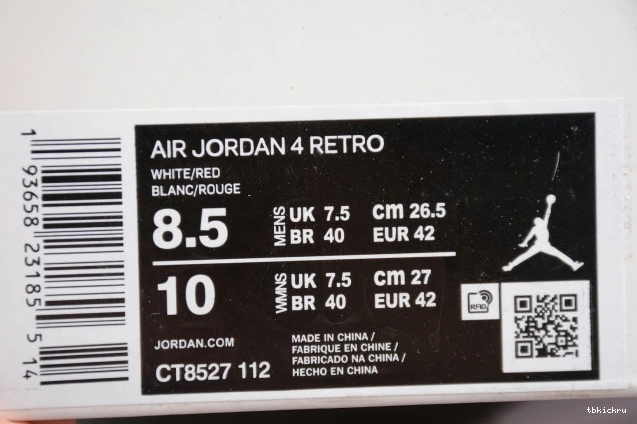 AIR JORDAN 4 RETRO
WHITE/RED
BLANC/ROUGE
8.5 MENS UK 7.5 cm 26.5
BR 40 EUR 42
10 WMNS UK 7.5 cm 27
BR 40 EUR 42
JORDAN.COM
CT8527 112
MADE IN CHINA /
FABRIQUE EN CHINE /
FABRICADO NA CHINA /
HECHO EN CHINA
RFID
1 93658 23185 5 14
tbkickru